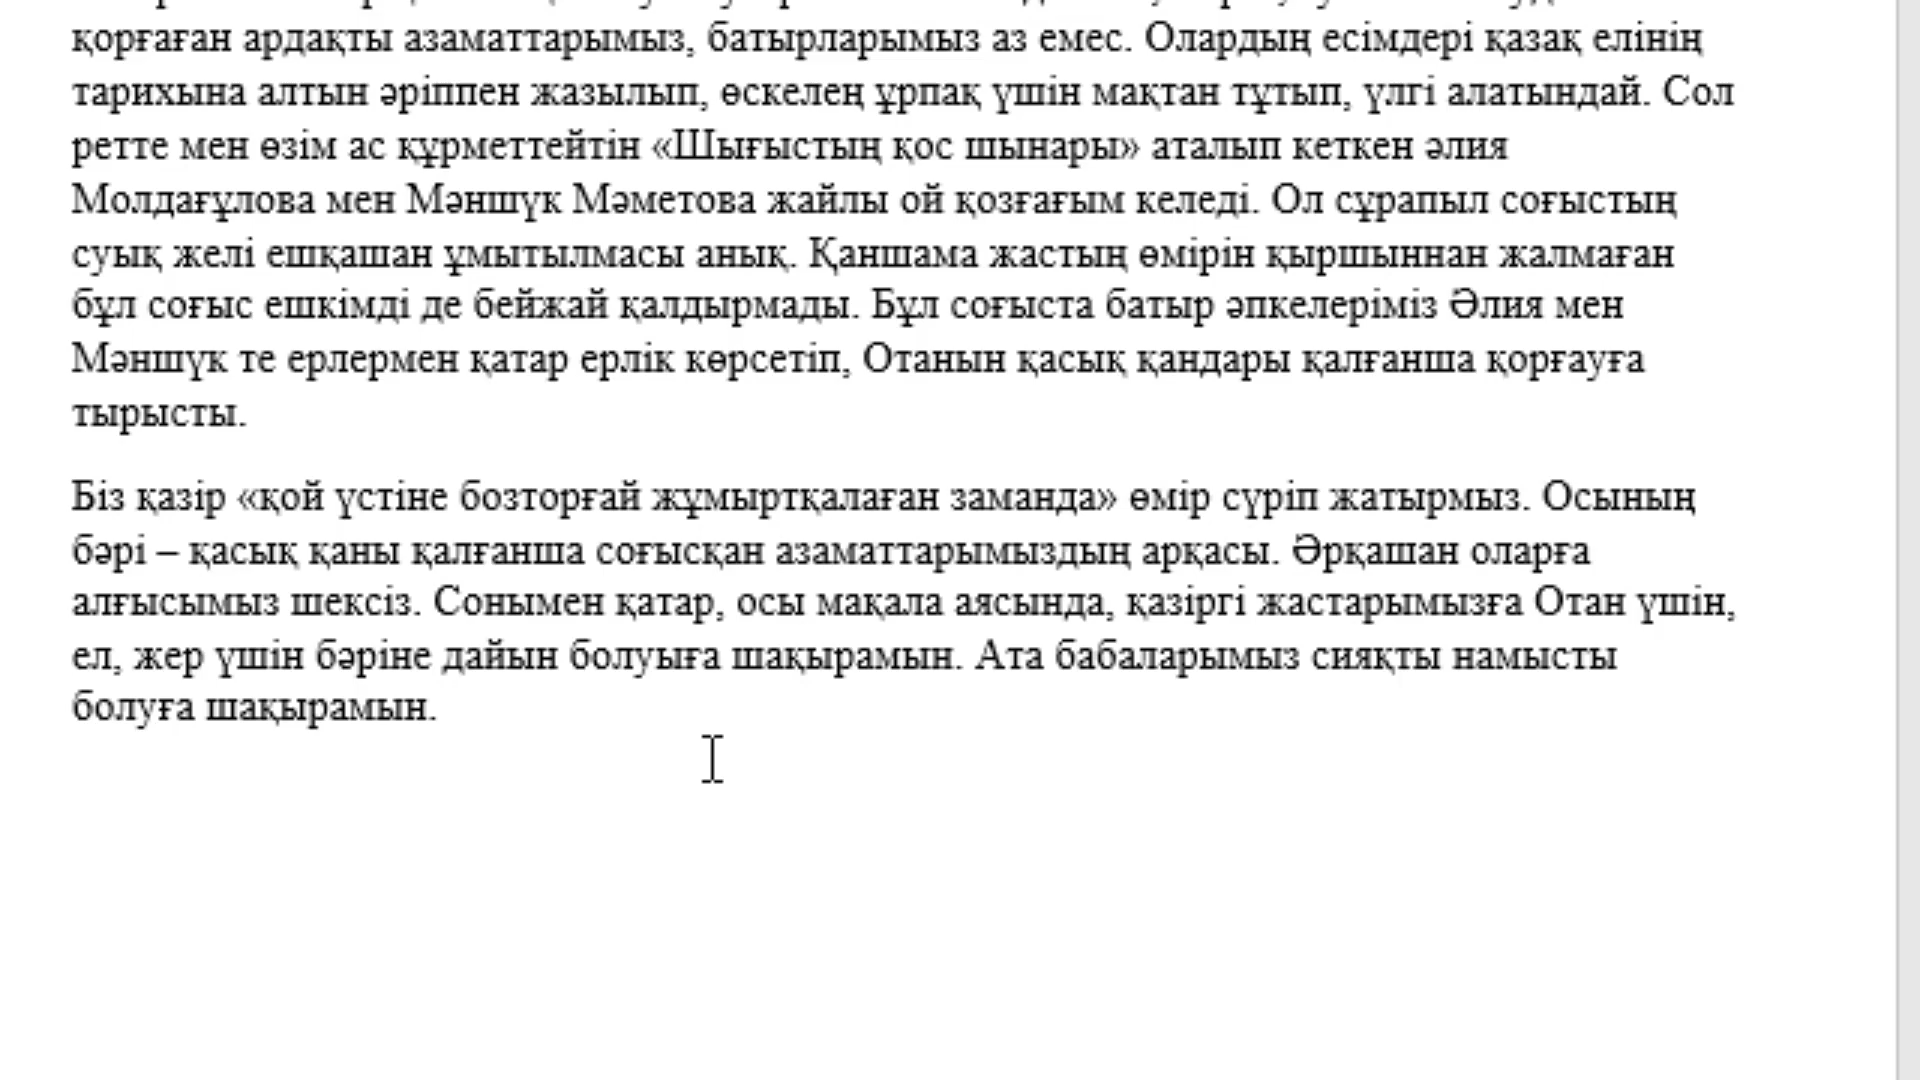 қорғаған ардақты азаматтарымыз, батырларымыз аз емес. Олардың есімдері қазақ елінің
тарихына алтын әріппен жазылып, өскелең ұрпақ үшін мақтан тұтып, үлгі алатындай. Сол
ретте мен өзім ас құрметтейтін «Шығыстың қос шынары» аталып кеткен әлия
Молдағұлова мен Мәншүк Мәметова жайлы ой қозғағым келеді. Ол сұрапыл соғыстың
суық желі ешқашан ұмытылмасы анық. Қаншама жастың өмірін қыршыннан жалмаған
бұл соғыс ешкімді де бейжай қалдырмады. Бұл соғыста батыр әпкелеріміз Әлия мен
Мәншүк те ерлермен қатар ерлік көрсетіп, Отанын қасық қандары қалғанша қорғауға
тырысты.
Біз қазір «қой үстіне бозторғай жұмыртқалаған заманда» өмір сүріп жатырмыз. Осының
бәрі – қасық қаны қалғанша соғысқан азаматтарымыздың арқасы. Әрқашан оларға
алғысымыз шексіз. Сонымен қатар, осы мақала аясында, қазіргі жастарымызға Отан үшін,
ел, жер үшін бәріне дайын болуыға шақырамын. Ата бабаларымыз сияқты намысты
болуға шақырамын.